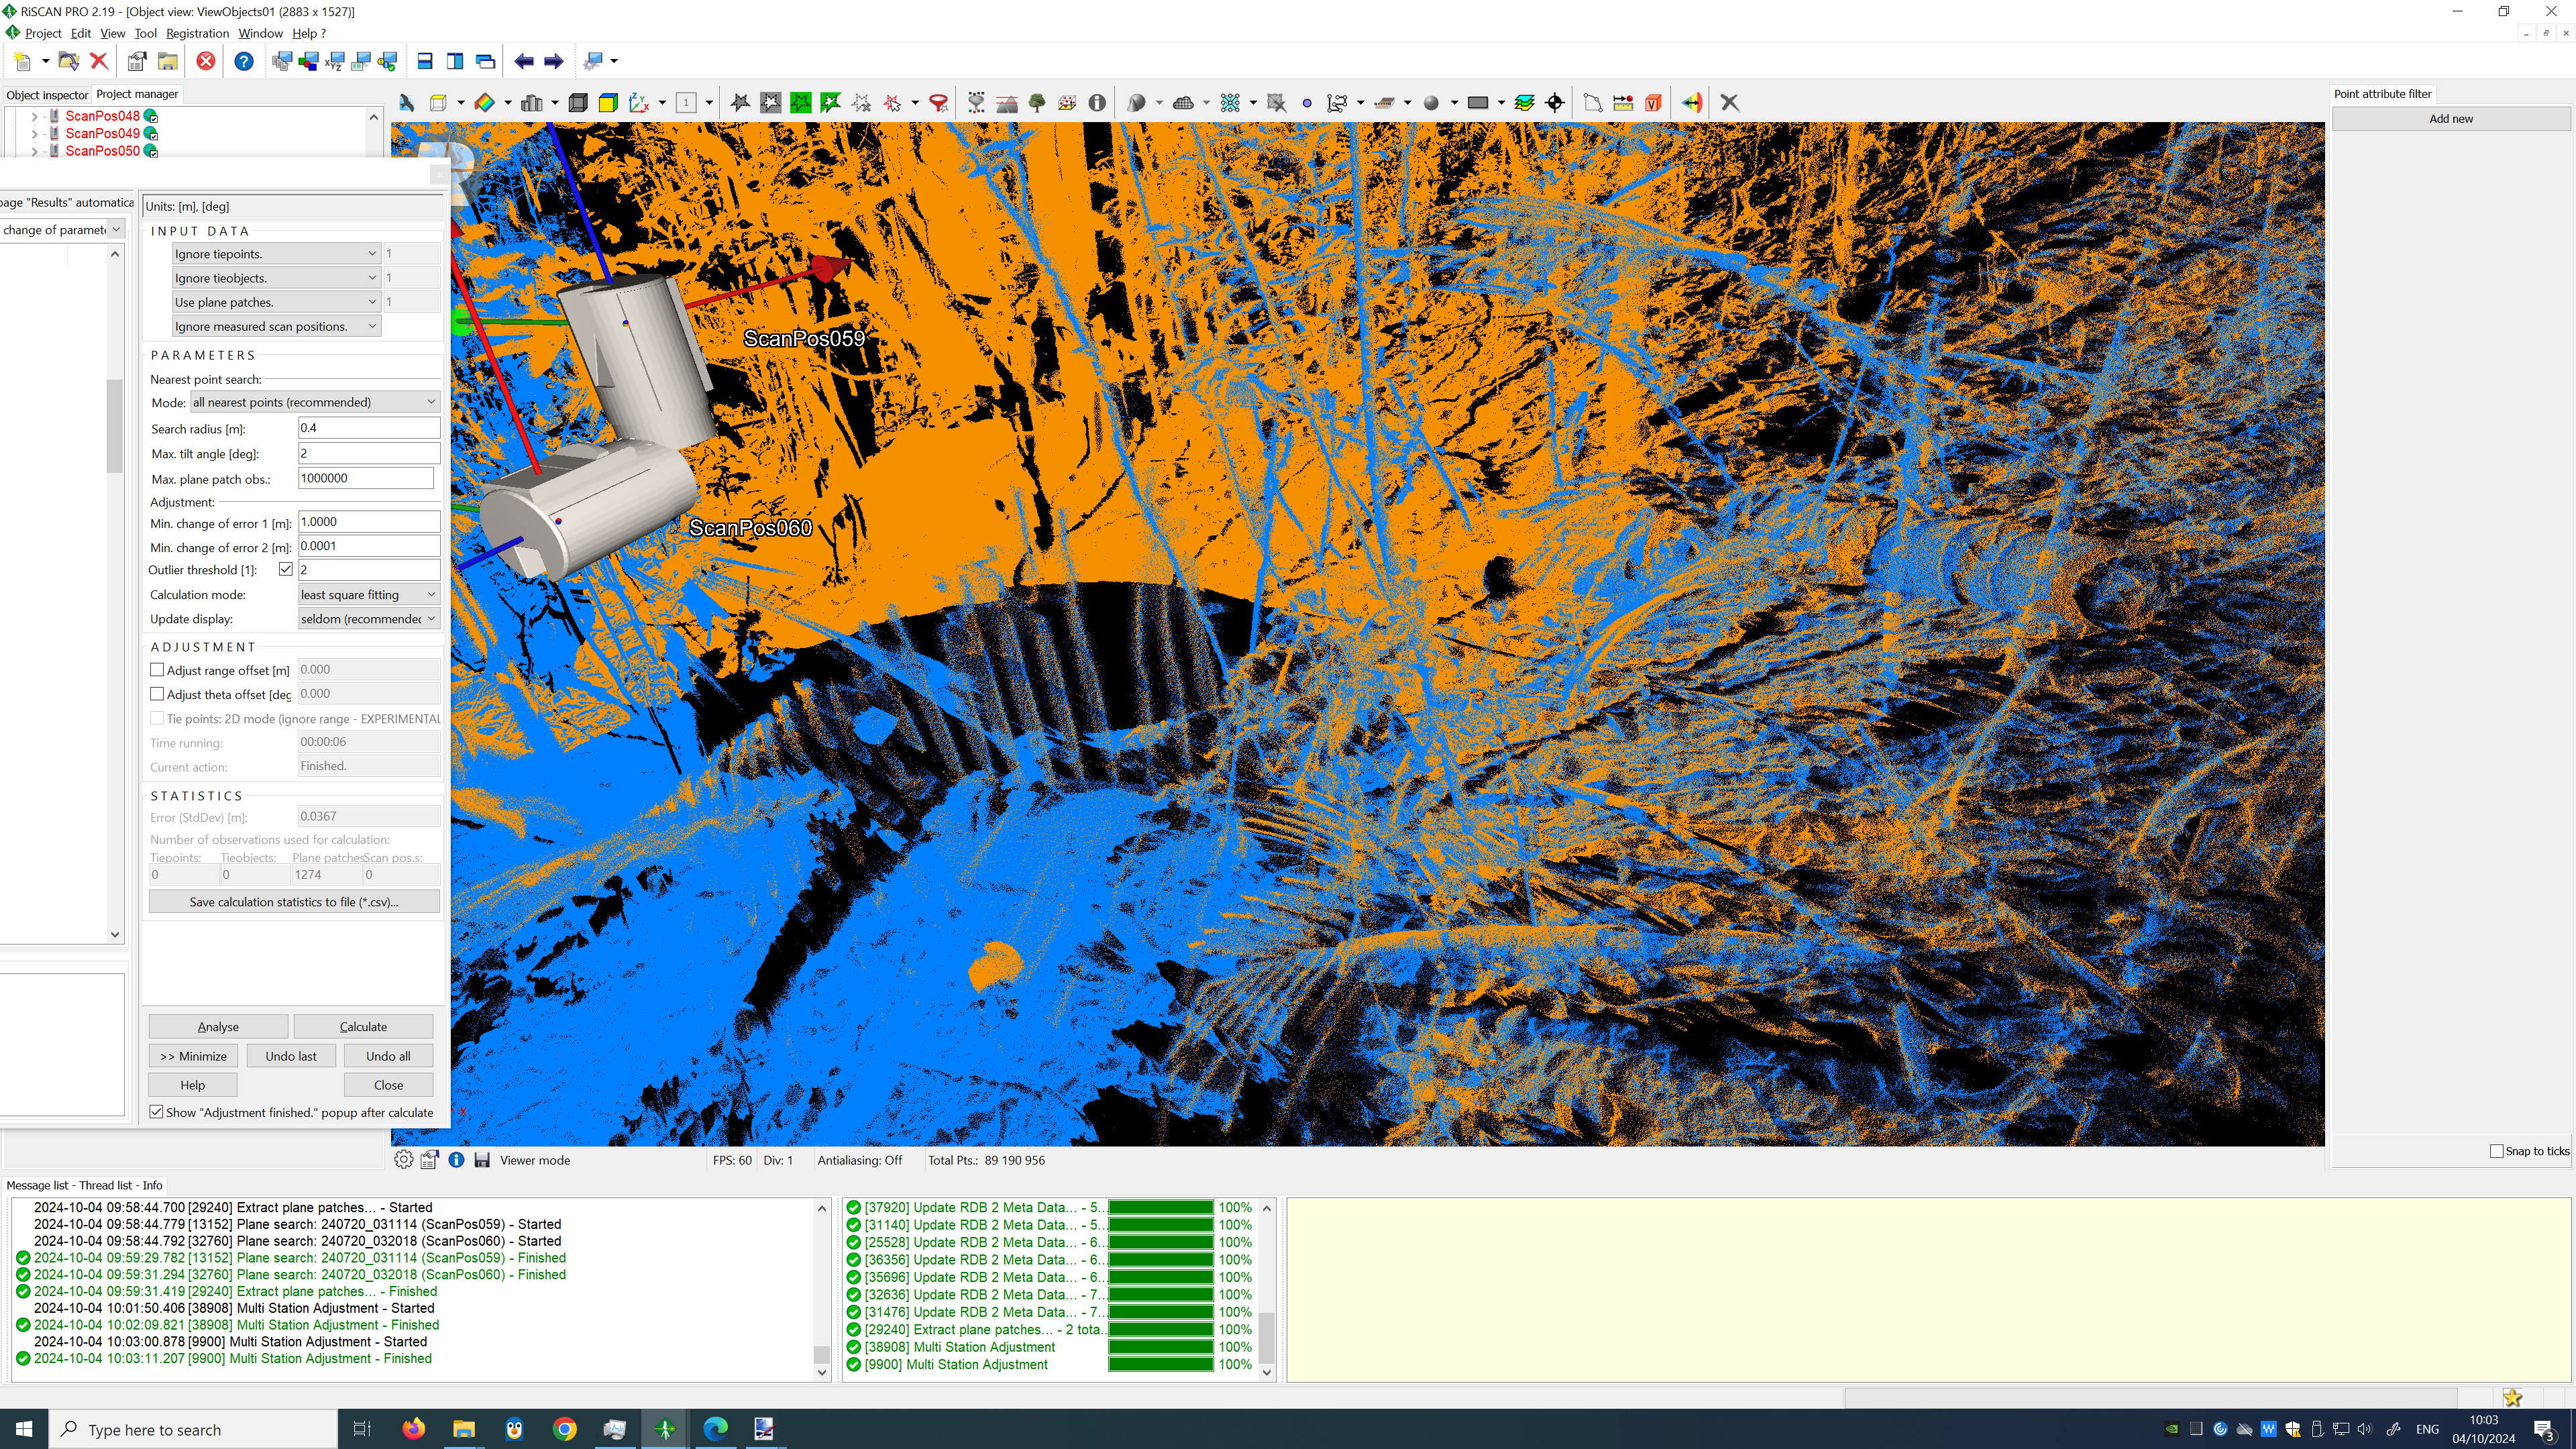 RiSCAN PRO 2.19 - [Object view: ViewObjects01 (2883 x 1527)]
Project Edit View Tool Registration Window Help ?
Object inspector Project manager
ScanPos048
ScanPos049
ScanPos050
page "Results" automatica
change of paramete
Units: [m], [deg]
INPUT DATA
Ignore tiepoints. 1
Ignore tieobjects. 1
Use plane patches. 1
Ignore measured scan positions.
PARAMETERS
Nearest point search:
Mode: all nearest points (recommended)
Search radius [m]: 0.4
Max. tilt angle [deg]: 2
Max. plane patch obs.: 1000000
Adjustment:
Min. change of error 1 [m]: 1.0000
Min. change of error 2 [m]: 0.0001
Outlier threshold [1]: 2
Calculation mode: least square fitting
Update display: seldom (recommended
ADJUSTMENT
Adjust range offset [m] 0.000
Adjust theta offset [deg 0.000
Tie points: 2D mode (ignore range - EXPERIMENTAL
Time running: 00:00:06
Current action: Finished.
STATISTICS
Error (StdDev) [m]: 0.0367
Number of observations used for calculation:
Tiepoints: Tieobjects: Plane patches Scan pos.s:
0 0 1274 0
Save calculation statistics to file (*.csv)...
Analyse Calculate
>> Minimize Undo last Undo all
Help Close
Show "Adjustment finished." popup after calculate
1
XYZ
ScanPos059
ScanPos060
Point attribute filter
Add new
Snap to ticks
Viewer mode FPS: 60 Div: 1 Antialiasing: Off Total Pts.: 89 190 956
Message list - Thread list - Info
2024-10-04 09:58:44.700 [29240] Extract plane patches... - Started
2024-10-04 09:58:44.779 [13152] Plane search: 240720_031114 (ScanPos059) - Started
2024-10-04 09:58:44.792 [32760] Plane search: 240720_032018 (ScanPos060) - Started
2024-10-04 09:59:29.782 [13152] Plane search: 240720_031114 (ScanPos059) - Finished
2024-10-04 09:59:31.294 [32760] Plane search: 240720_032018 (ScanPos060) - Finished
2024-10-04 09:59:31.419 [29240] Extract plane patches... - Finished
2024-10-04 10:01:50.406 [38908] Multi Station Adjustment - Started
2024-10-04 10:02:09.821 [38908] Multi Station Adjustment - Finished
2024-10-04 10:03:00.878 [9900] Multi Station Adjustment - Started
2024-10-04 10:03:11.207 [9900] Multi Station Adjustment - Finished
[37920] Update RDB 2 Meta Data... - 5... 100%
[31140] Update RDB 2 Meta Data... - 5... 100%
[25528] Update RDB 2 Meta Data... - 6... 100%
[36356] Update RDB 2 Meta Data... - 6... 100%
[35696] Update RDB 2 Meta Data... - 6... 100%
[32636] Update RDB 2 Meta Data... - 7... 100%
[31476] Update RDB 2 Meta Data... - 7... 100%
[29240] Extract plane patches... - 2 tota... 100%
[38908] Multi Station Adjustment 100%
[9900] Multi Station Adjustment 100%
Type here to search
ENG
10:03
04/10/2024
3